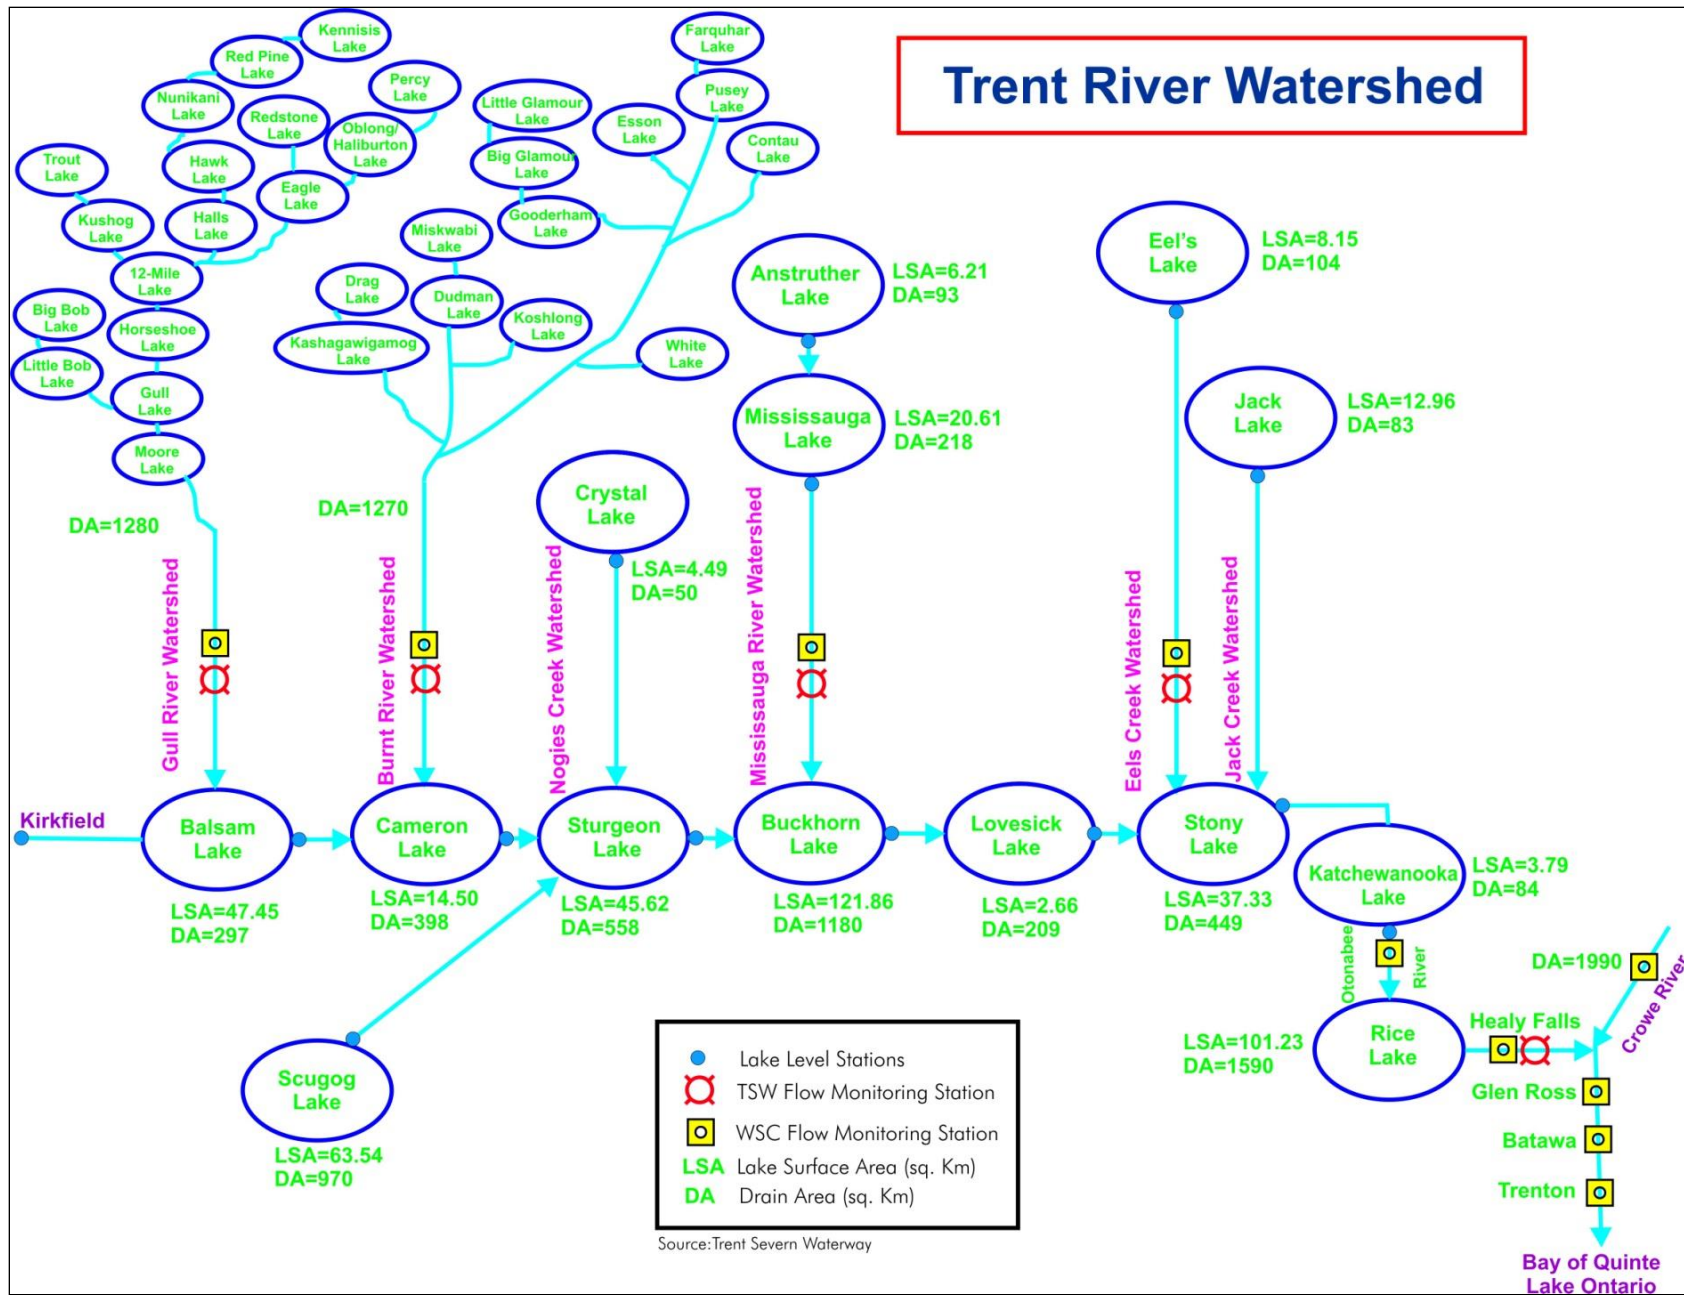 Trent River Watershed
Kennisis
Lake
Red Pine
Lake
Nunikani
Lake
Percy
Lake
Redstone
Lake
Oblong/
Haliburton
Lake
Trout
Lake
Hawk
Lake
Eagle
Lake
Kushog
Lake
Halls
Lake
12-Mile
Lake
Big Bob
Lake
Horseshoe
Lake
Little Bob
Lake
Gull
Lake
Moore
Lake
Farquhar
Lake
Pusey
Lake
Little Glamour
Lake
Esson
Lake
Contau
Lake
Big Glamour
Lake
Gooderham
Lake
Miskwabi
Lake
Drag
Lake
Dudman
Lake
Koshlong
Lake
Kashagawigamog
Lake
White
Lake
Anstruther
Lake
LSA=6.21
DA=93
Eel's
Lake
LSA=8.15
DA=104
Mississauga
Lake
LSA=20.61
DA=218
Jack
Lake
LSA=12.96
DA=83
Crystal
Lake
LSA=4.49
DA=50
DA=1280
DA=1270
Gull River Watershed
Burnt River Watershed
Nogies Creek Watershed
Mississauga River Watershed
Eels Creek Watershed
Jack Creek Watershed
Kirkfield
Balsam
Lake
LSA=47.45
DA=297
Cameron
Lake
LSA=14.50
DA=398
Sturgeon
Lake
LSA=45.62
DA=558
Buckhorn
Lake
LSA=121.86
DA=1180
Lovesick
Lake
LSA=2.66
DA=209
Stony
Lake
LSA=37.33
DA=449
Katchewanooka
Lake
LSA=3.79
DA=84
Otonabee
River
DA=1990
Crowe River
Scugog
Lake
LSA=63.54
DA=970
Rice
Lake
LSA=101.23
DA=1590
Healy Falls
Glen Ross
Batawa
Trenton
Bay of Quinte
Lake Ontario
Lake Level Stations
TSW Flow Monitoring Station
WSC Flow Monitoring Station
LSA Lake Surface Area (sq. Km)
DA Drain Area (sq. Km)
Source:Trent Severn Waterway